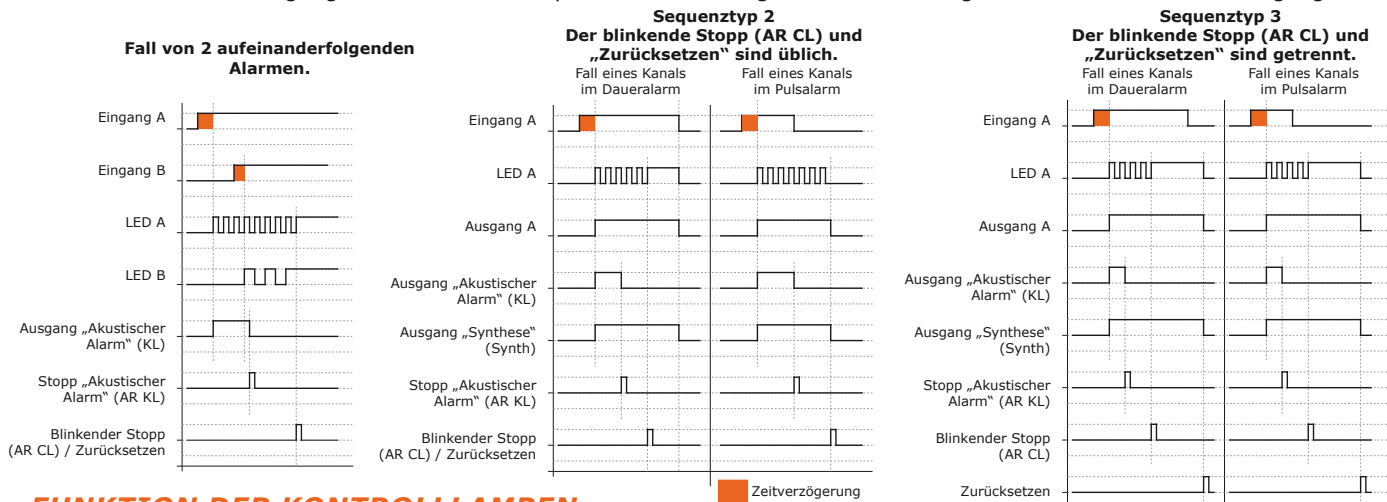 Fall von 2 aufeinanderfolgenden
Alarmen.
Eingang A
Eingang B
LED A
LED B
Ausgang „Akustischer
Alarm“ (KL)
Stopp „Akustischer
Alarm“ (AR KL)
Blinkender Stopp
(AR CL) / Zurücksetzen
Sequenztyp 2
Der blinkende Stopp (AR CL) und
„Zurücksetzen“ sind üblich.
Fall eines Kanals
im Daueralarm
Fall eines Kanals
im Pulsalarm
Eingang A
LED A
Ausgang A
Ausgang „Akustischer
Alarm“ (KL)
Ausgang „Synthese“
(Synth)
Stopp „Akustischer
Alarm“ (AR KL)
Blinkender Stopp
(AR CL) / Zurücksetzen
Zeitverzögerung
Sequenztyp 3
Der blinkende Stopp (AR CL) und
„Zurücksetzen“ sind getrennt.
Fall eines Kanals
im Daueralarm
Fall eines Kanals
im Pulsalarm
Eingang A
LED A
Ausgang A
Ausgang „Akustischer
Alarm“ (KL)
Ausgang „Synthese“
(Synth)
Stopp „Akustischer
Alarm“ (AR KL)
Blinkender Stopp
(AR CL)
Zurücksetzen
FUNKTION DER KONTROLLLAMPEN